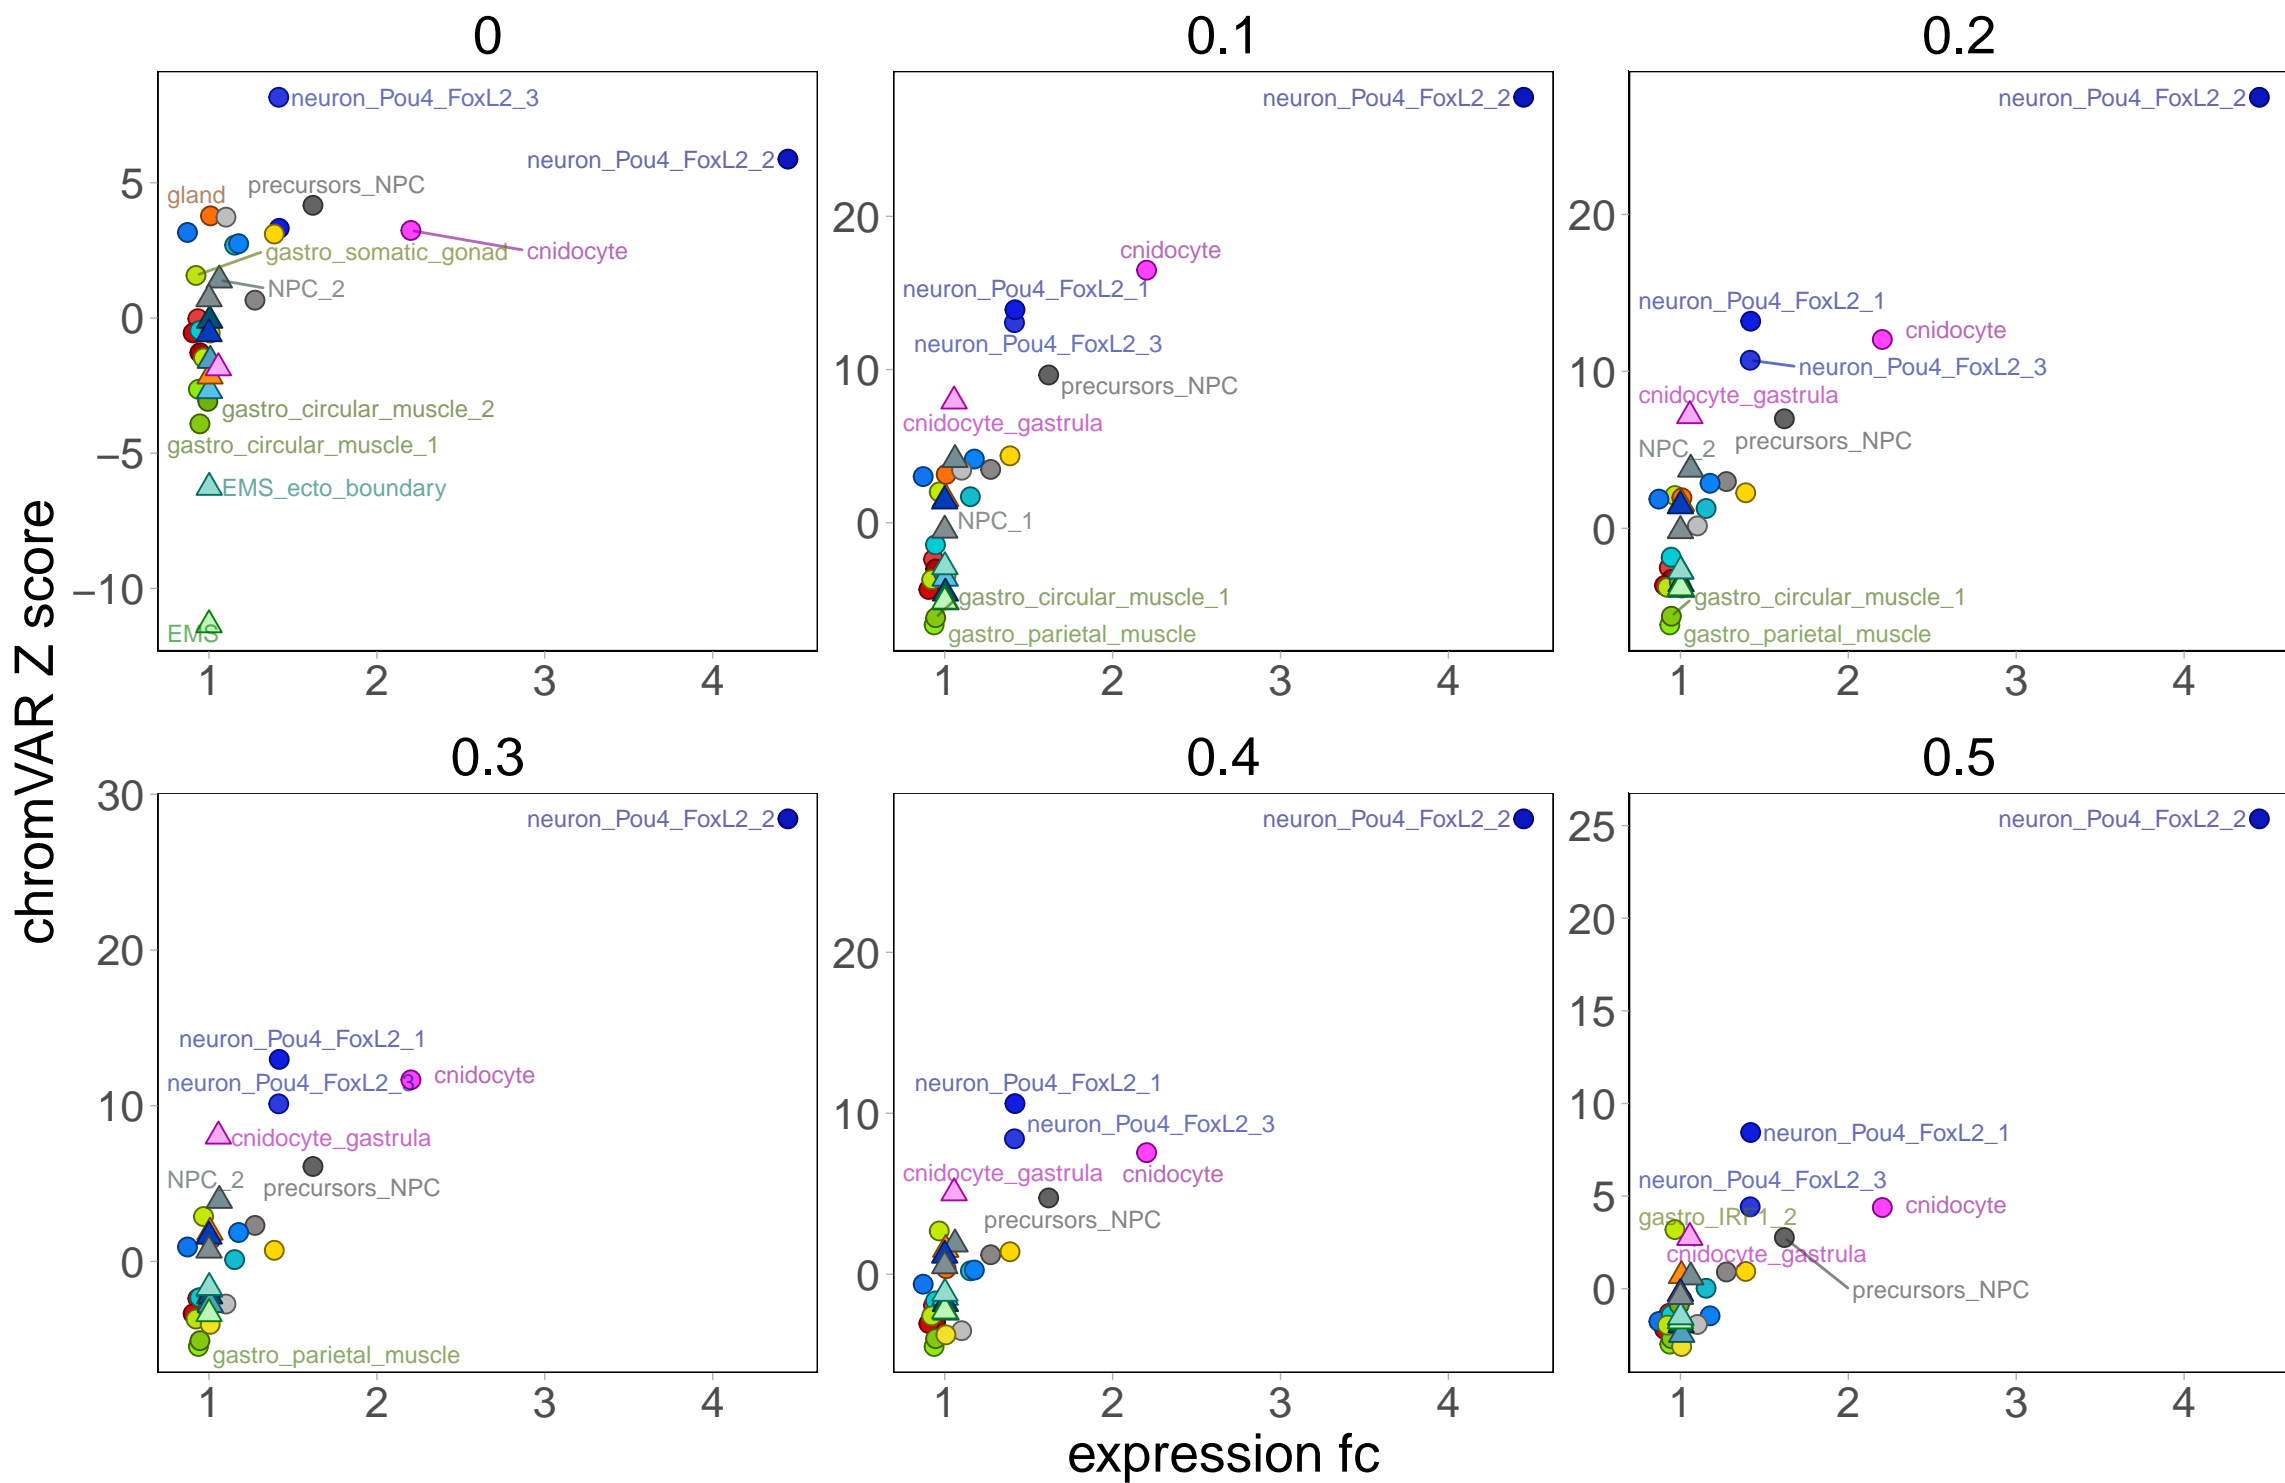 0
0.1
0.2
neuron_Pou4_FoxL2_3
neuron_Pou4_FoxL2_2
precursors_NPC
gland
cnidocyte
gastro_somatic_gonad
NPC_2
gastro_circular_muscle_2
gastro_circular_muscle_1
EMS_ecto_boundary
EMS
5
0
−5
−10
1 2 3 4
neuron_Pou4_FoxL2_2
cnidocyte
neuron_Pou4_FoxL2_1
neuron_Pou4_FoxL2_3
precursors_NPC
cnidocyte_gastrula
NPC_1
gastro_circular_muscle_1
gastro_parietal_muscle
20
10
0
1 2 3 4
neuron_Pou4_FoxL2_2
neuron_Pou4_FoxL2_1
cnidocyte
neuron_Pou4_FoxL2_3
cnidocyte_gastrula
NPC_2
precursors_NPC
gastro_circular_muscle_1
gastro_parietal_muscle
20
10
0
1 2 3 4
chromVAR Z score
0.3
0.4
0.5
neuron_Pou4_FoxL2_2
neuron_Pou4_FoxL2_1
neuron_Pou4_FoxL2_3
cnidocyte
cnidocyte_gastrula
NPC_2
precursors_NPC
gastro_parietal_muscle
30
20
10
0
1 2 3 4
neuron_Pou4_FoxL2_2
neuron_Pou4_FoxL2_1
neuron_Pou4_FoxL2_3
cnidocyte_gastrula
cnidocyte
precursors_NPC
20
10
0
1 2 3 4
neuron_Pou4_FoxL2_2
neuron_Pou4_FoxL2_1
neuron_Pou4_FoxL2_3
cnidocyte
gastro_IRF1_2
cnidocyte_gastrula
precursors_NPC
25
20
15
10
5
0
1 2 3 4
expression fc